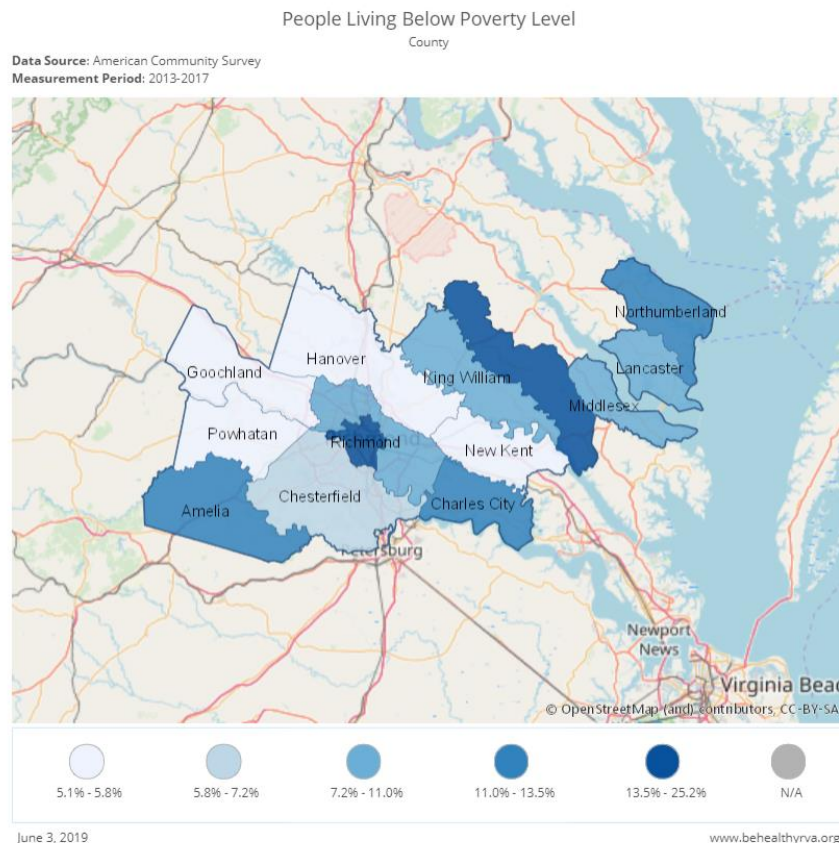 People Living Below Poverty Level
County
Data Source: American Community Survey
Measurement Period: 2013-2017
Northumberland
Hanover
Lancaster
Goochland
King William
Middlesex
Powhatan
Richmond
New Kent
Chesterfield
Charles City
Amelia
Petersburg
Newport
News
Virginia Beac
© OpenStreetMap (and) contributors, CC-BY-SA
5.1% - 5.8%
5.8% - 7.2%
7.2% - 11.0%
11.0% - 13.5%
13.5% - 25.2%
N/A
June 3, 2019
www.behealthyrva.org